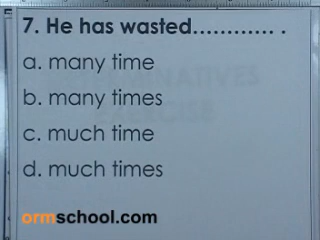 7. He has wasted………… .
a. many time
b. many times
c. much time
d. much times
ormschool.com